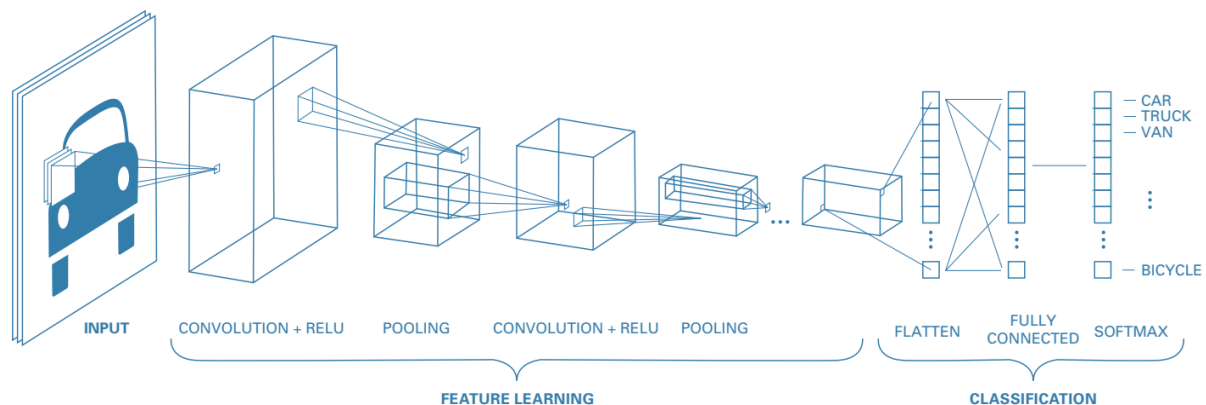 CAR
TRUCK
VAN
BICYCLE
INPUT
CONVOLUTION + RELU
POOLING
CONVOLUTION + RELU
POOLING
FLATTEN
FULLY
CONNECTED
SOFTMAX
FEATURE LEARNING
CLASSIFICATION